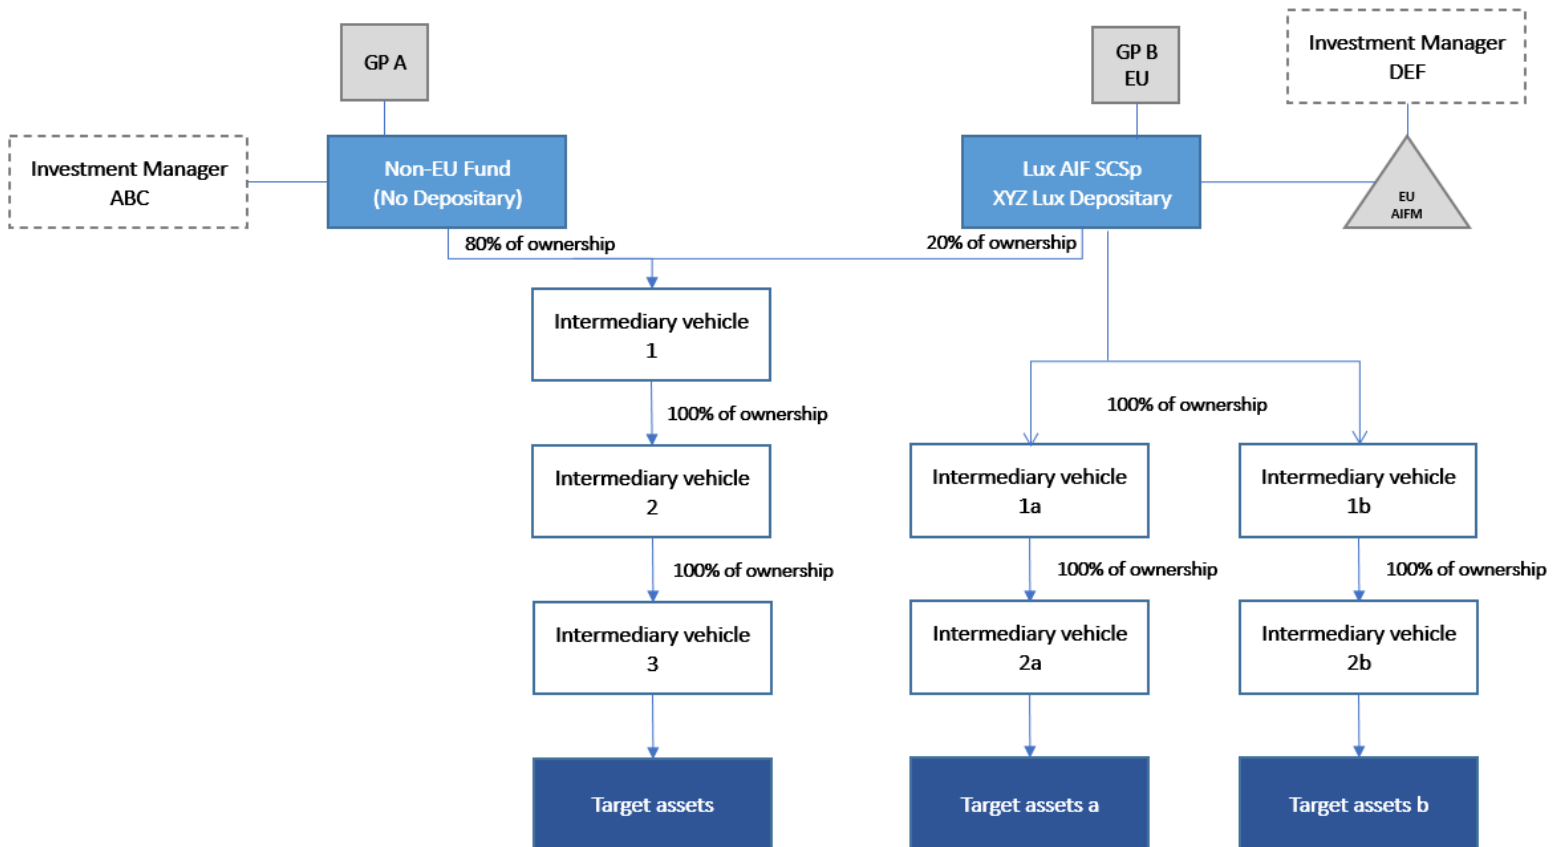 GP A
GP B
EU
Investment Manager
DEF
Investment Manager
ABC
Non-EU Fund
(No Depositary)
Lux AIF SCSp
XYZ Lux Depositary
EU
AIFM
80% of ownership
20% of ownership
Intermediary vehicle
1
100% of ownership
100% of ownership
Intermediary vehicle
2
Intermediary vehicle
1a
Intermediary vehicle
1b
100% of ownership
100% of ownership
100% of ownership
Intermediary vehicle
3
Intermediary vehicle
2a
Intermediary vehicle
2b
Target assets
Target assets a
Target assets b